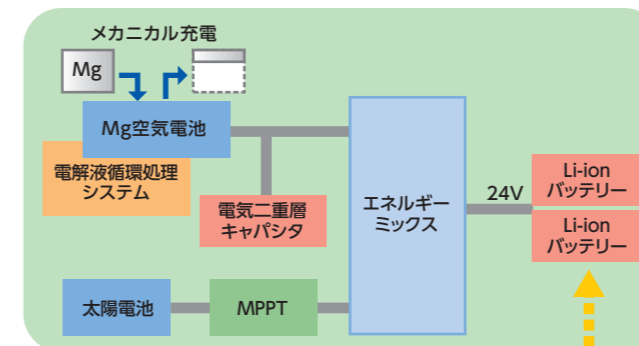 メカニカル充電
Mg
Mg空気電池
電解液循環処理
システム
電気二重層
キャパシタ
エネルギー
ミックス
24V
Li-ion
バッテリー
Li-ion
バッテリー
太陽電池
MPPT